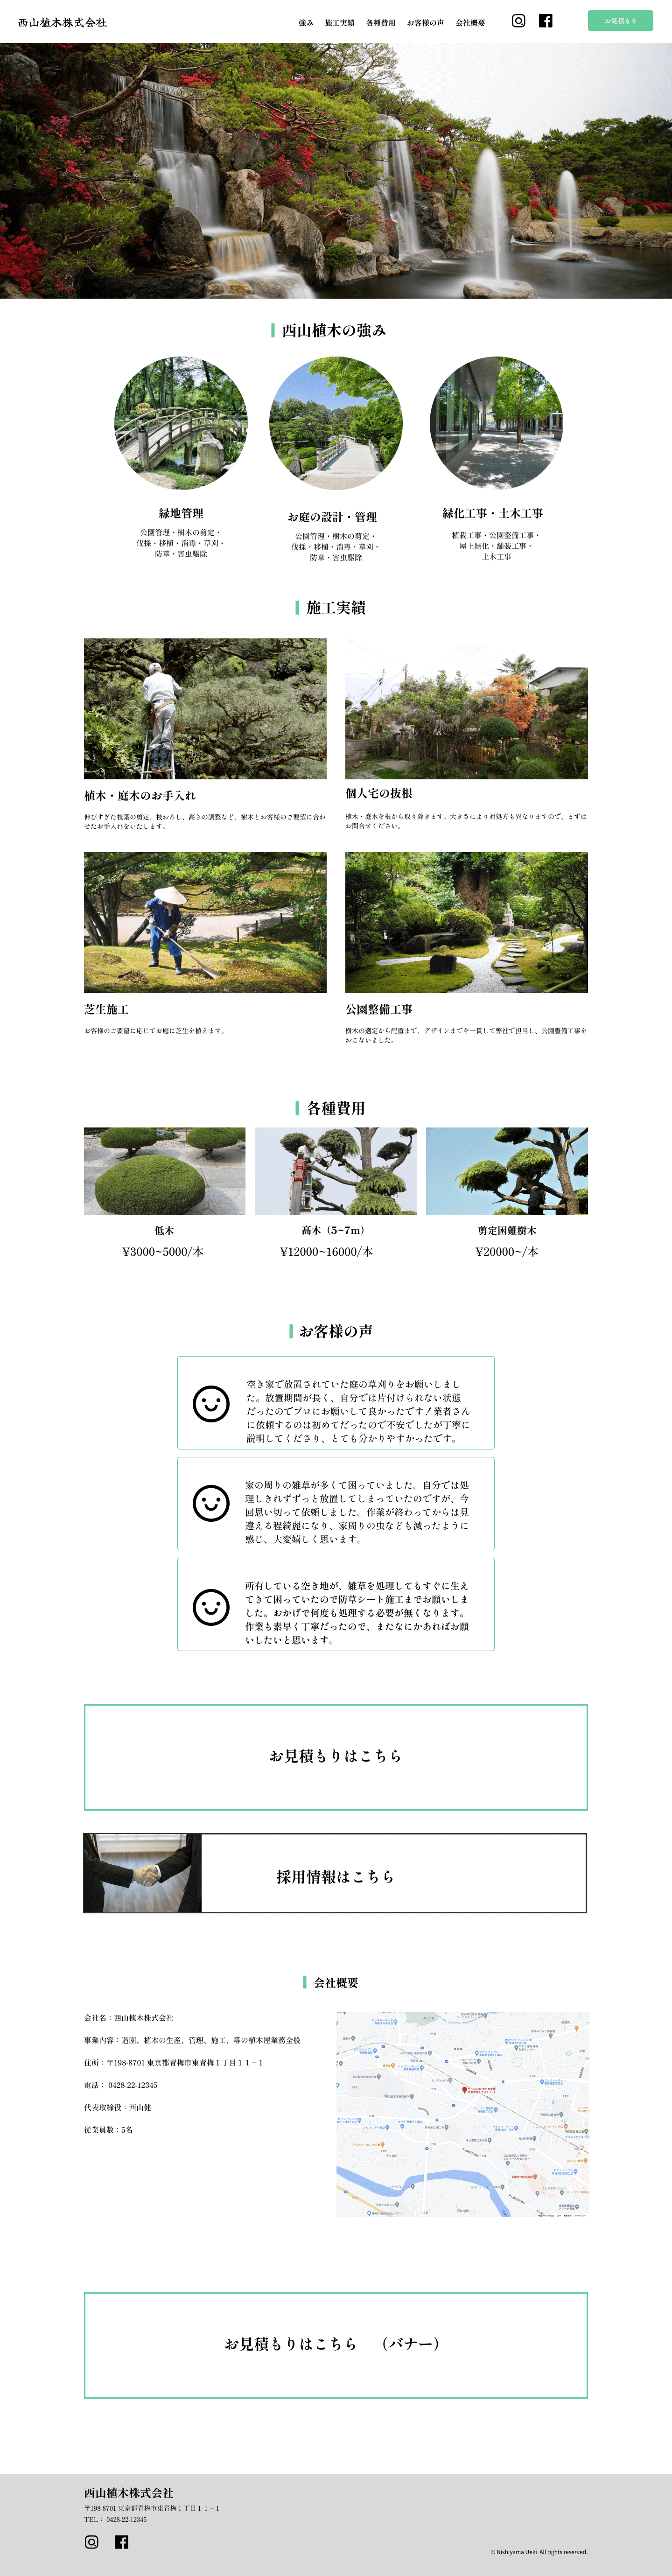 西山植木株式会社
強み 施工実績 各種費用 お客様の声 会社概要
お見積もり
西山植木の強み
緑地管理
公園管理・樹木の剪定・
伐採・移植・消毒・草刈・
防草・害虫駆除
お庭の設計・管理
公園管理・樹木の剪定・
伐採・移植・消毒・草刈・
防草・害虫駆除
緑化工事・土木工事
植栽工事・公園整備工事・
屋上緑化・舗装工事・
土木工事
施工実績
植木・庭木のお手入れ
伸びすぎた枝葉の剪定、枝おろし、高さの調整など、樹木とお客様のご要望に合わ
せたお手入れをいたします。
個人宅の抜根
植木・庭木を根から取り除きます。大きさにより対処方も異なりますので、まずは
お問合せください。
芝生施工
お客様のご要望に応じてお庭に芝生を植えます。
公園整備工事
樹木の選定から配置まで、デザインまでを一貫して弊社で担当し、公園整備工事を
おこないました。
各種費用
低木
¥3000~5000/本
高木（5~7m）
¥12000~16000/本
剪定困難樹木
¥20000~/本
お客様の声
空き家で放置されていた庭の草刈りをお願いしまし
た。放置期間が長く、自分では片付けられない状態
だったのでプロにお願いして良かったです！業者さん
に依頼するのは初めてだったので不安でしたが丁寧に
説明してくださり、とても分かりやすかったです。
家の周りの雑草が多くて困っていました。自分では処
理しきれずずっと放置してしまっていたのですが、今
回思い切って依頼しました。作業が終わってからは見
違える程綺麗になり、家周りの虫なども減ったように
感じ、大変嬉しく思います。
所有している空き地が、雑草を処理してもすぐに生え
てきて困っていたので防草シート施工までお願いしま
した。おかげで何度も処理する必要が無くなります。
作業も素早く丁寧だったので、またなにかあればお願
いしたいと思います。
お見積もりはこちら
採用情報はこちら
会社概要
会社名：西山植木株式会社
事業内容：造園、植木の生産、管理、施工、等の植木屋業務全般
住所：〒198-8701 東京都青梅市東青梅１丁目１１−１
電話： 0428-22-12345
代表取締役：西山健
従業員数：5名
お見積もりはこちら （バナー）
西山植木株式会社
〒198-8701 東京都青梅市東青梅１丁目１１−１
TEL： 0428-22-12345
© Nishiyama Ueki All rights reserved.